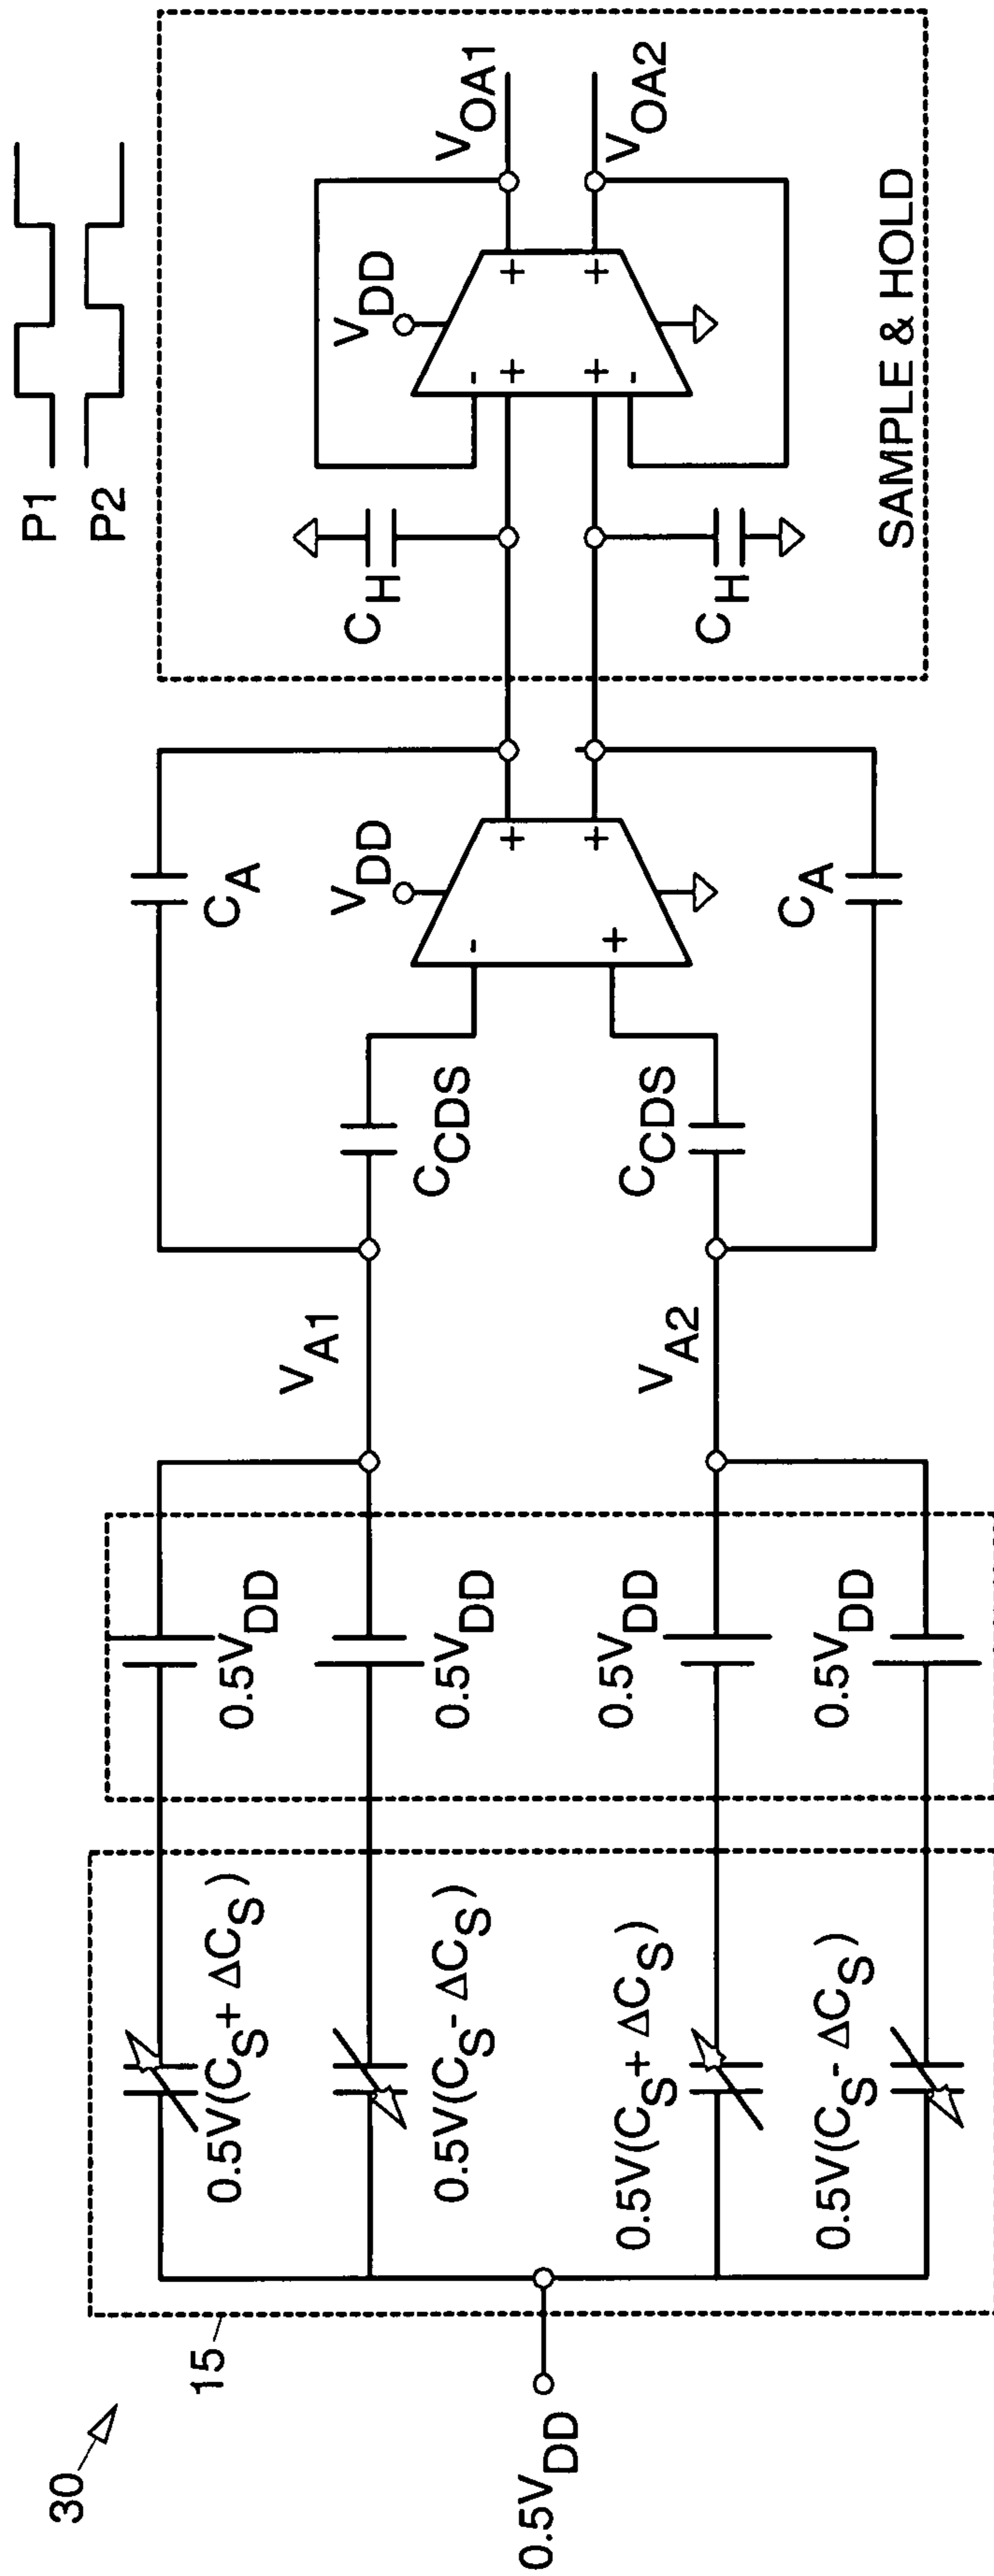 P1
P2
30
15
0.5VDD
0.5V(CS+ ΔCS)
0.5V(CS- ΔCS)
0.5V(CS+ ΔCS)
0.5V(CS- ΔCS)
0.5VDD
0.5VDD
0.5VDD
0.5VDD
VA1
VA2
CCDS
CCDS
CA
CA
VDD
-
+
+
+
CH
CH
VDD
-
+
+
-
+
+
VOA1
VOA2
SAMPLE & HOLD